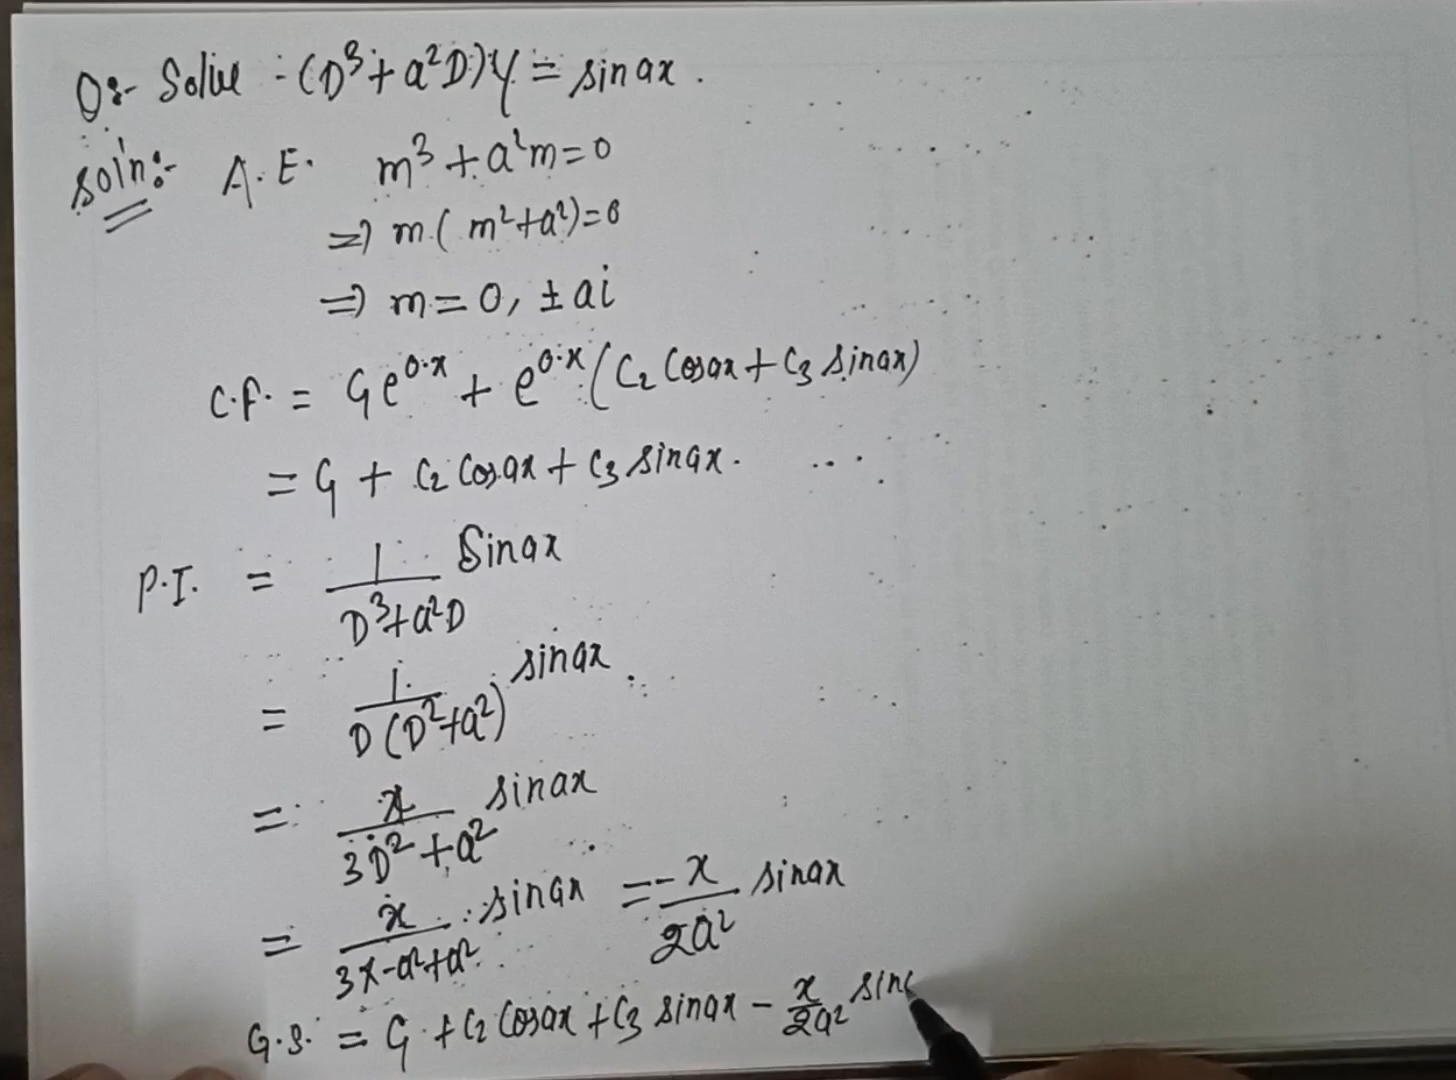 Q:- Solve :- (D³ + a²D)y = sin ax .
Soln:- A.E. m³ + a²m = 0
⇒ m ( m² + a²) = 0
⇒ m = 0, ± ai
C.F. = C₁ e^{0·x} + e^{0·x} (C₂ cos ax + C₃ sin ax)
= C₁ + C₂ cos ax + C₃ sin ax .
P.I. = 1/(D³ + a²D) Sin ax
= 1/(D (D² + a²)) sin ax
= x/(3D² + a²) sin ax
= x/(3×-a² + a²) sin ax = -x/(2a²) sin ax
G.S. = C₁ + C₂ cos ax + C₃ sin ax - x/(2a²) sin